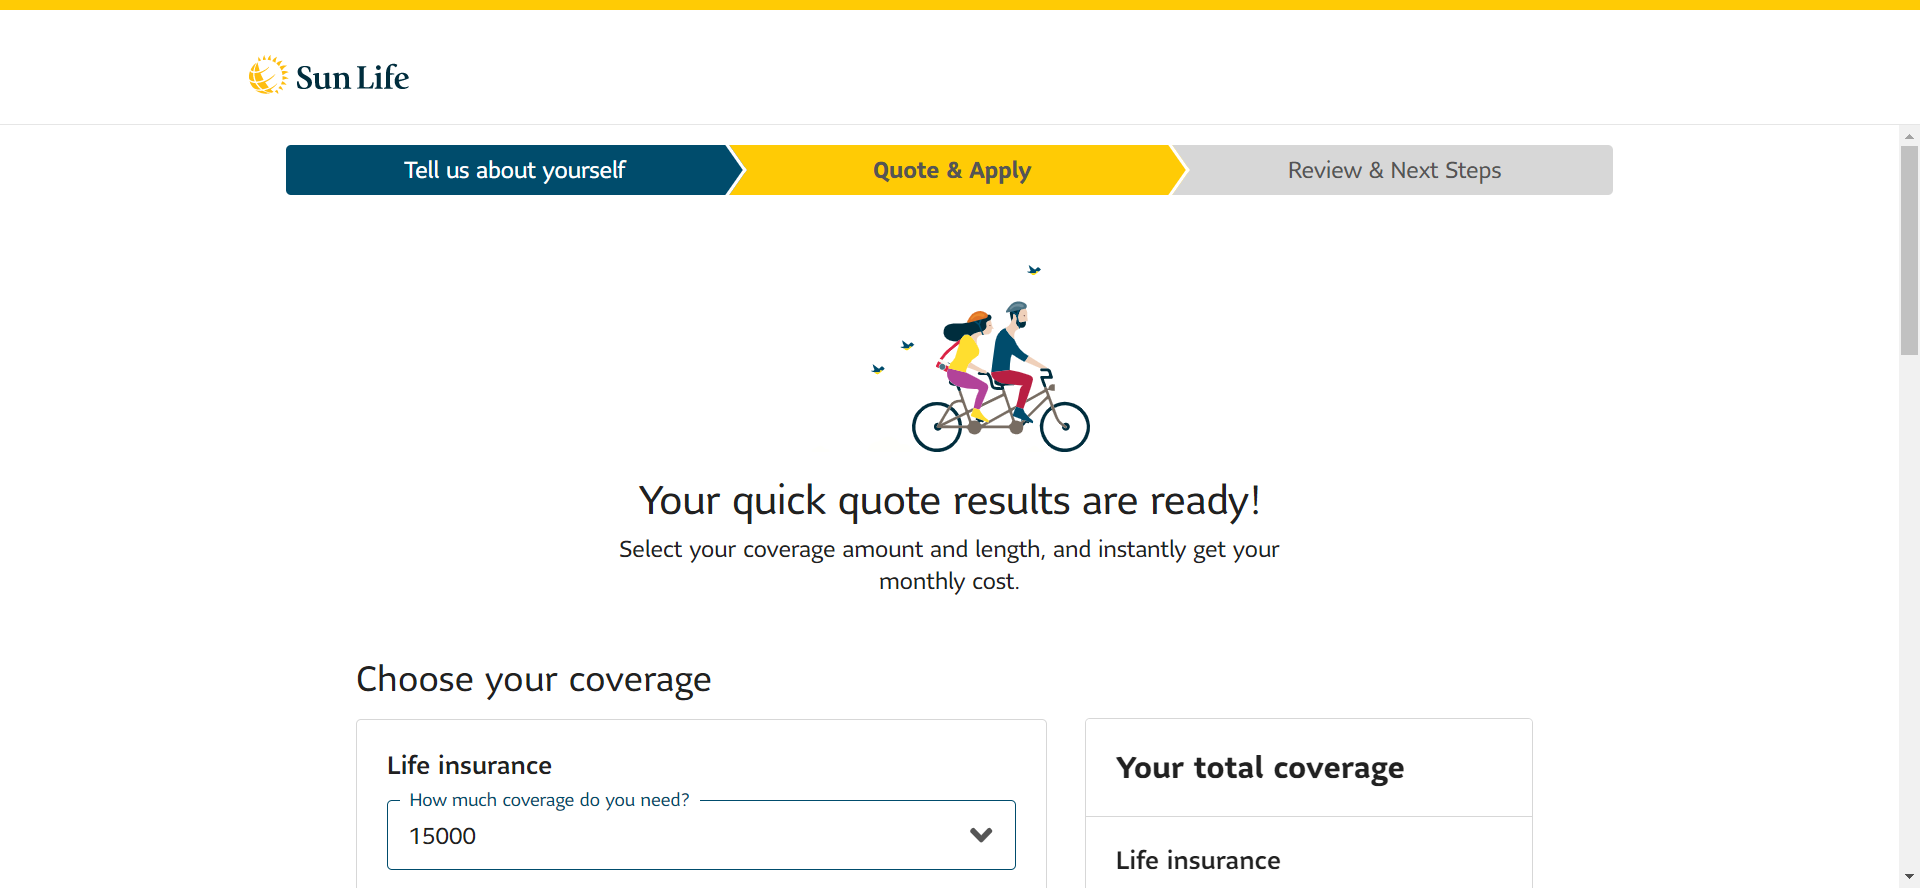 Sun Life
Tell us about yourself
Quote & Apply
Review & Next Steps
Your quick quote results are ready!
Select your coverage amount and length, and instantly get your
monthly cost.
Choose your coverage
Life insurance
How much coverage do you need?
15000
Your total coverage
Life insurance